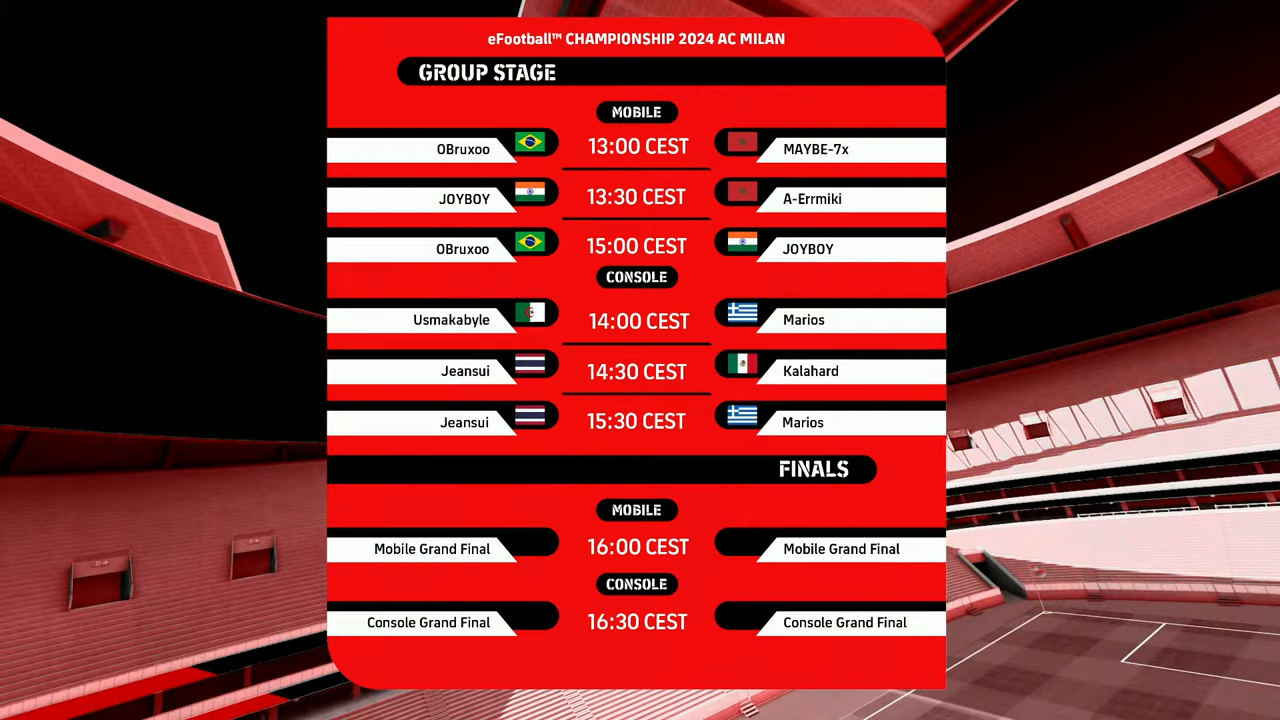 eFootball™ CHAMPIONSHIP 2024 AC MILAN
GROUP STAGE
MOBILE
OBruxoo 13:00 CEST MAYBE-7x
JOYBOY 13:30 CEST A-Errmiki
OBruxoo 15:00 CEST JOYBOY
CONSOLE
Usmakabyle 14:00 CEST Marios
Jeansui 14:30 CEST Kalahard
Jeansui 15:30 CEST Marios
FINALS
MOBILE
Mobile Grand Final 16:00 CEST Mobile Grand Final
CONSOLE
Console Grand Final 16:30 CEST Console Grand Final